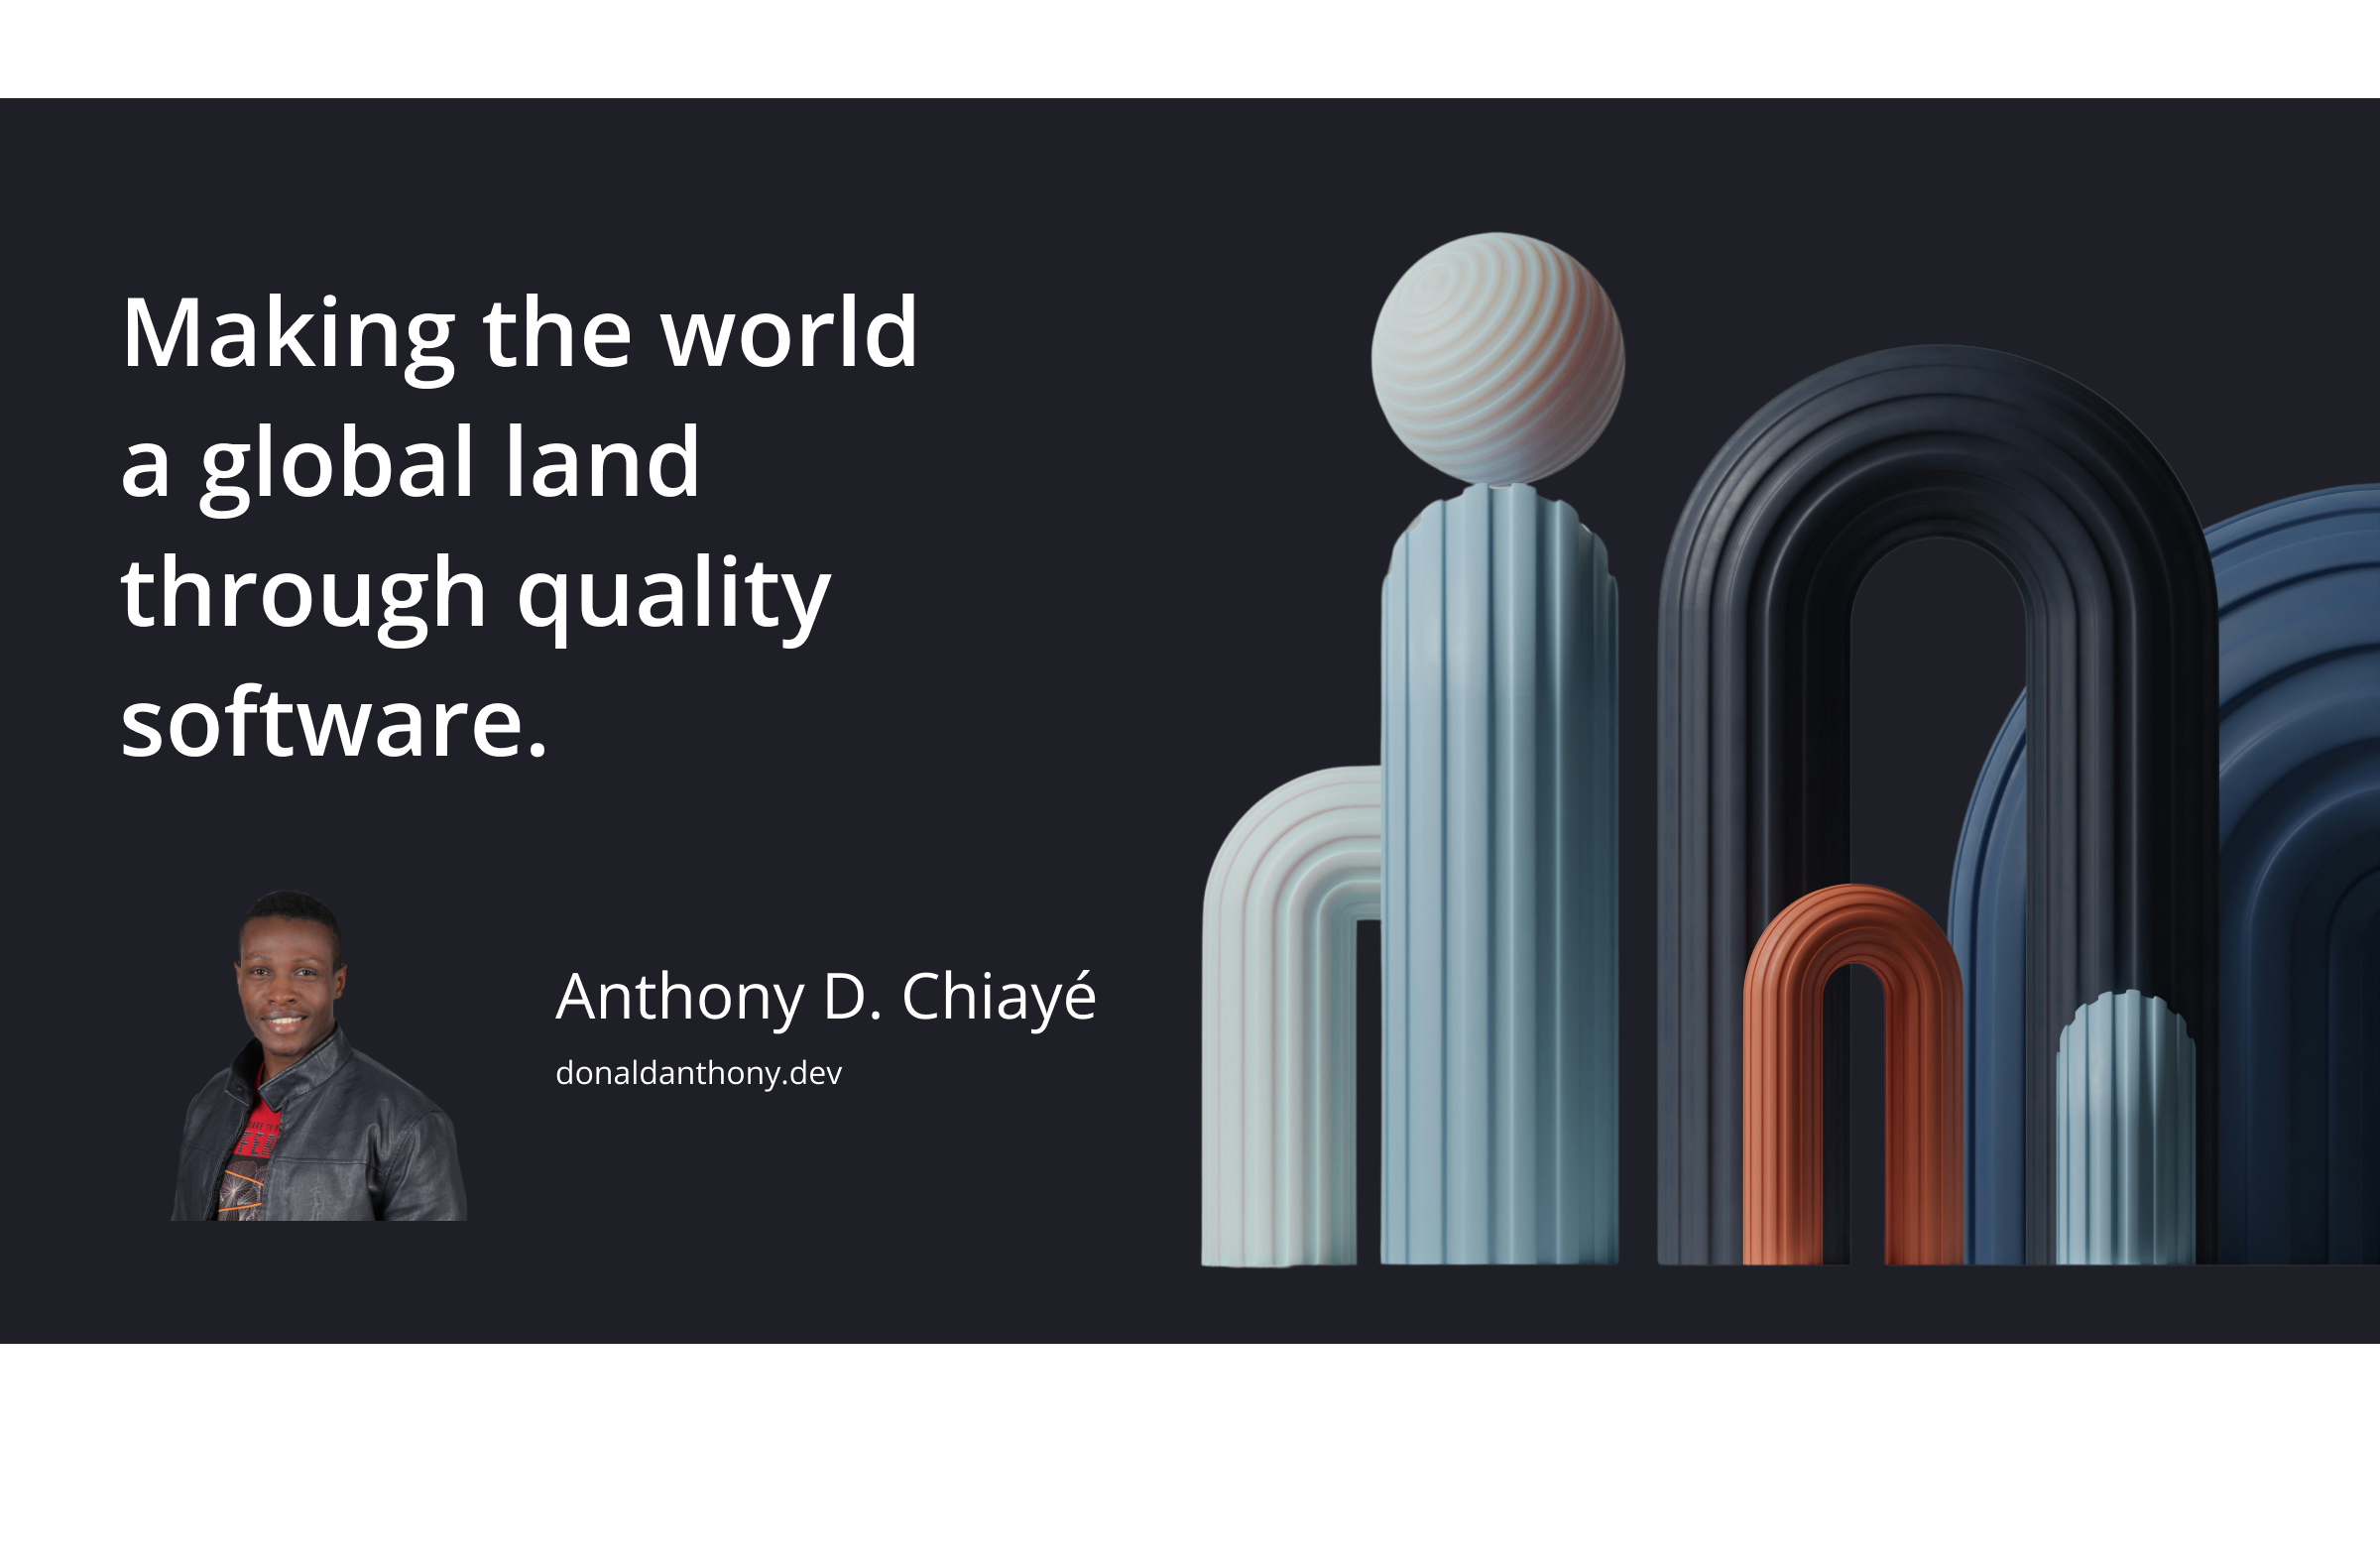 Making the world
a global land
through quality
software.
Anthony D. Chiayé
donaldanthony.dev